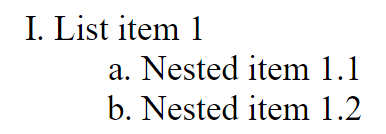 I. List item 1
a. Nested item 1.1
b. Nested item 1.2